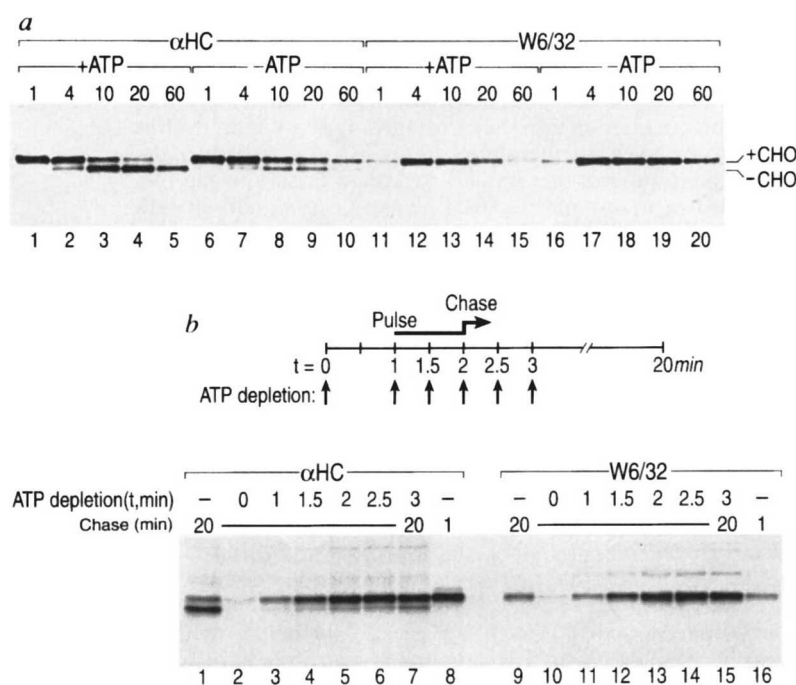 a
αHC W6/32
+ATP −ATP +ATP −ATP
1 4 10 20 60 1 4 10 20 60 1 4 10 20 60 1 4 10 20 60
+CHO
−CHO
1 2 3 4 5 6 7 8 9 10 11 12 13 14 15 16 17 18 19 20
b
Chase
Pulse
t = 0 1 1.5 2 2.5 3 20min
ATP depletion:
αHC W6/32
ATP depletion(t,min) – 0 1 1.5 2 2.5 3 – – 0 1 1.5 2 2.5 3 –
Chase (min) 20 20 1 20 20 1
1 2 3 4 5 6 7 8 9 10 11 12 13 14 15 16